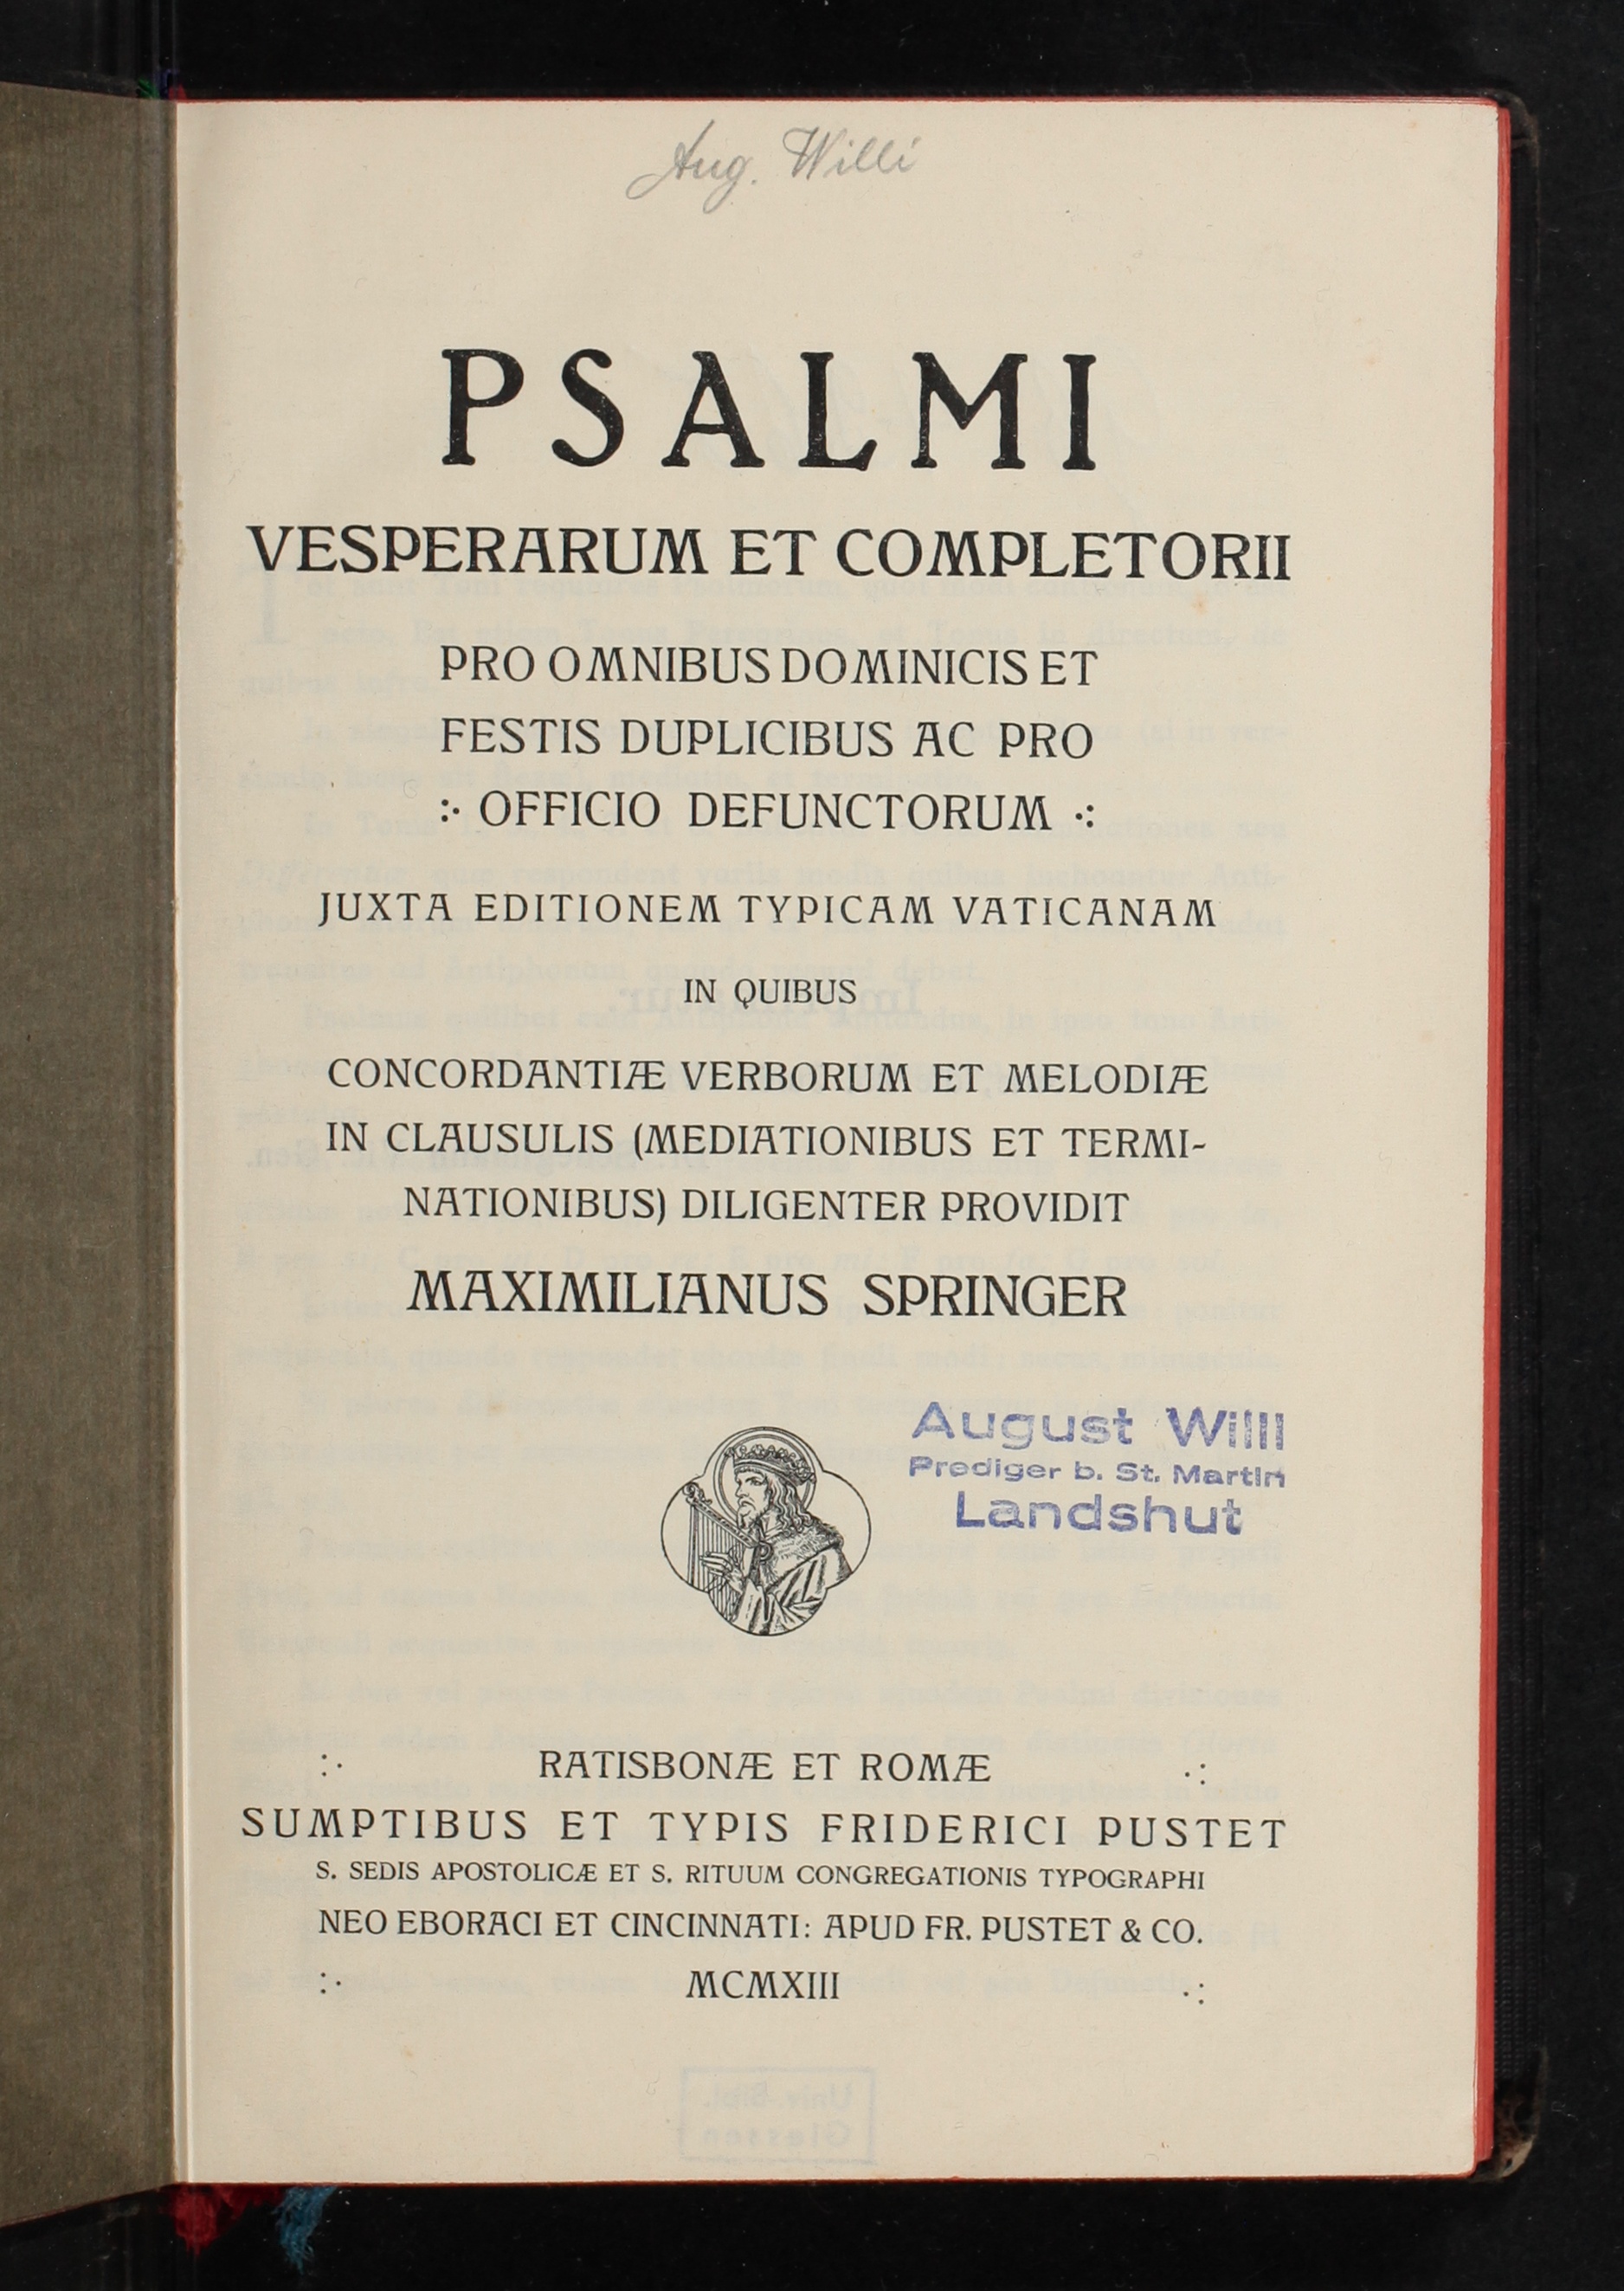 Aug. Willi
PSALMI
VESPERARUM ET COMPLETORII
PRO OMNIBUS DOMINICIS ET
FESTIS DUPLICIBUS AC PRO
:· OFFICIO DEFUNCTORUM ·:
JUXTA EDITIONEM TYPICAM VATICANAM
IN QUIBUS
CONCORDANTIÆ VERBORUM ET MELODIÆ
IN CLAUSULIS (MEDIATIONIBUS ET TERMI-
NATIONIBUS) DILIGENTER PROVIDIT
MAXIMILIANUS SPRINGER
August Willi
Prediger b. St. Martin
Landshut
:· RATISBONÆ ET ROMÆ ·:
SUMPTIBUS ET TYPIS FRIDERICI PUSTET
S. SEDIS APOSTOLICÆ ET S. RITUUM CONGREGATIONIS TYPOGRAPHI
NEO EBORACI ET CINCINNATI: APUD FR. PUSTET & CO.
:· MCMXIII ·:
Univ. Bibl.
Giessen